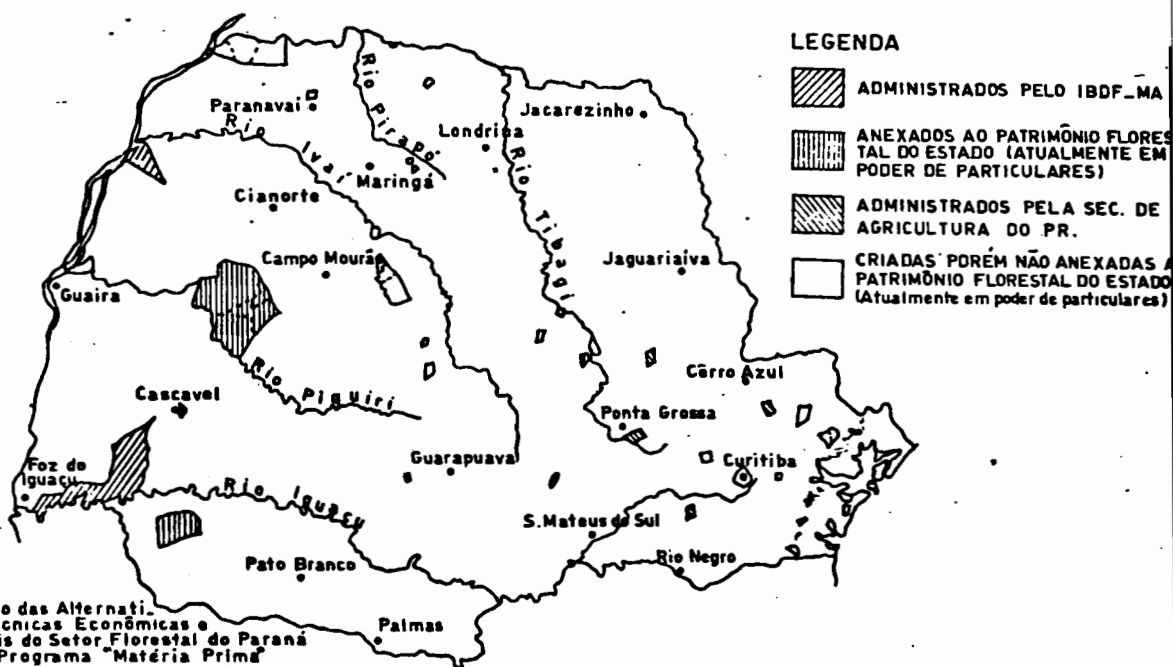 LEGENDA
ADMINISTRADOS PELO IBDF_MA
ANEXADOS AO PATRIMÔNIO FLORES
TAL DO ESTADO (ATUALMENTE EM
PODER DE PARTICULARES)
ADMINISTRADOS PELA SEC. DE
AGRICULTURA DO PR.
CRIADAS PORÉM NÃO ANEXADAS A
PATRIMÔNIO FLORESTAL DO ESTADO
(Atualmente em poder de particulares)
Paranavaí
Rio Pirapó
Londrina
Jacarezinho
Rio Ivaí
Maringá
Cianorte
Rio Tibagi
Campo Mourão
Jaguariaíva
Guaira
Rio Piquiri
Cêrro Azul
Cascavel
Ponta Grossa
Foz do
Iguaçu
Guarapuava
Curitiba
Rio Iguaçu
S. Mateus do Sul
Rio Negro
Pato Branco
Palmas
o das Alternati_
cnicas Econômicas e
is do Setor Florestal do Paraná
Programa "Matéria Prima"